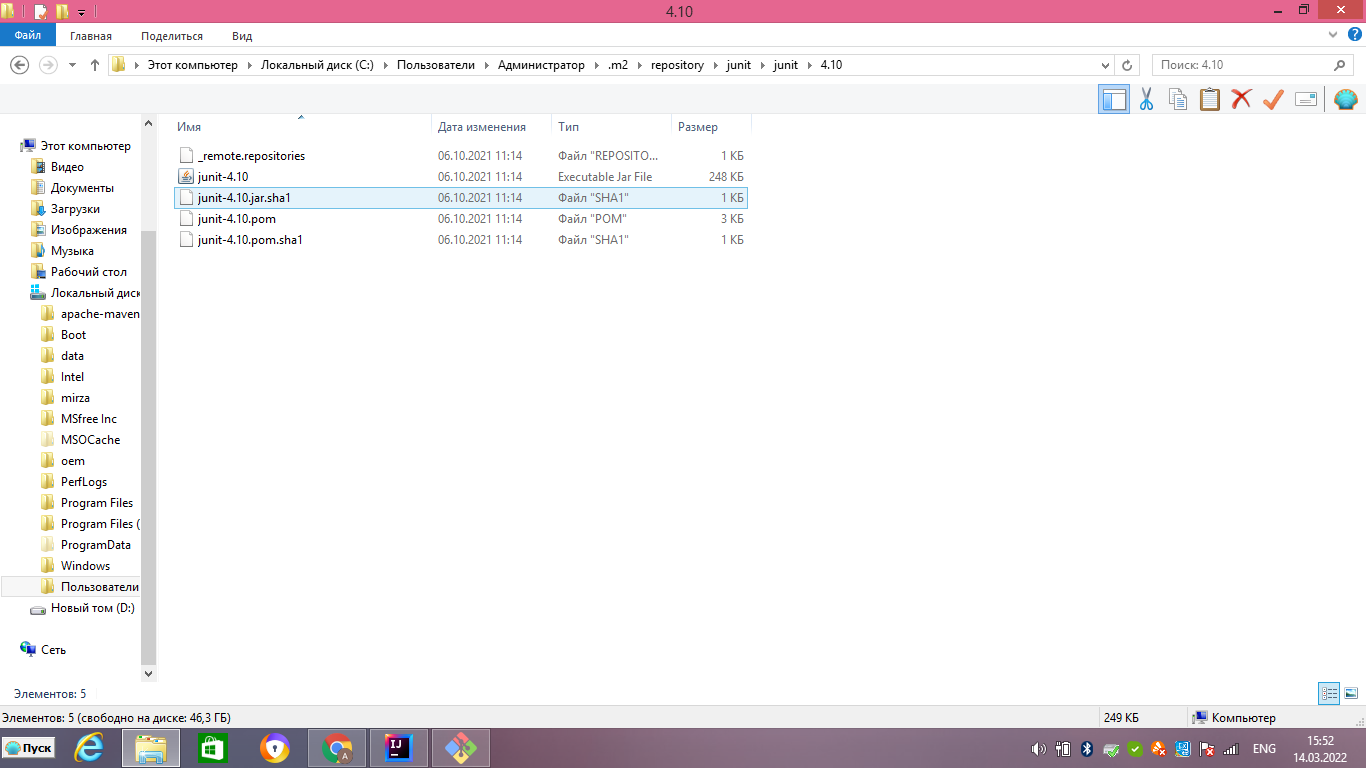 4.10
Файл Главная Поделиться Вид
Этот компьютер Локальный диск (C:) Пользователи Администратор .m2 repository junit junit 4.10
Поиск: 4.10
Имя Дата изменения Тип Размер
_remote.repositories 06.10.2021 11:14 Файл "REPOSITO... 1 КБ
junit-4.10 06.10.2021 11:14 Executable Jar File 248 КБ
junit-4.10.jar.sha1 06.10.2021 11:14 Файл "SHA1" 1 КБ
junit-4.10.pom 06.10.2021 11:14 Файл "POM" 3 КБ
junit-4.10.pom.sha1 06.10.2021 11:14 Файл "SHA1" 1 КБ
Этот компьютер
Видео
Документы
Загрузки
Изображения
Музыка
Рабочий стол
Локальный диск
apache-maven
Boot
data
Intel
mirza
MSfree Inc
MSOCache
oem
PerfLogs
Program Files
Program Files (
ProgramData
Windows
Пользователи
Новый том (D:)
Сеть
Элементов: 5
Элементов: 5 (свободно на диске: 46,3 ГБ) 249 КБ Компьютер
Пуск
IJ
A
ENG
15:52
14.03.2022